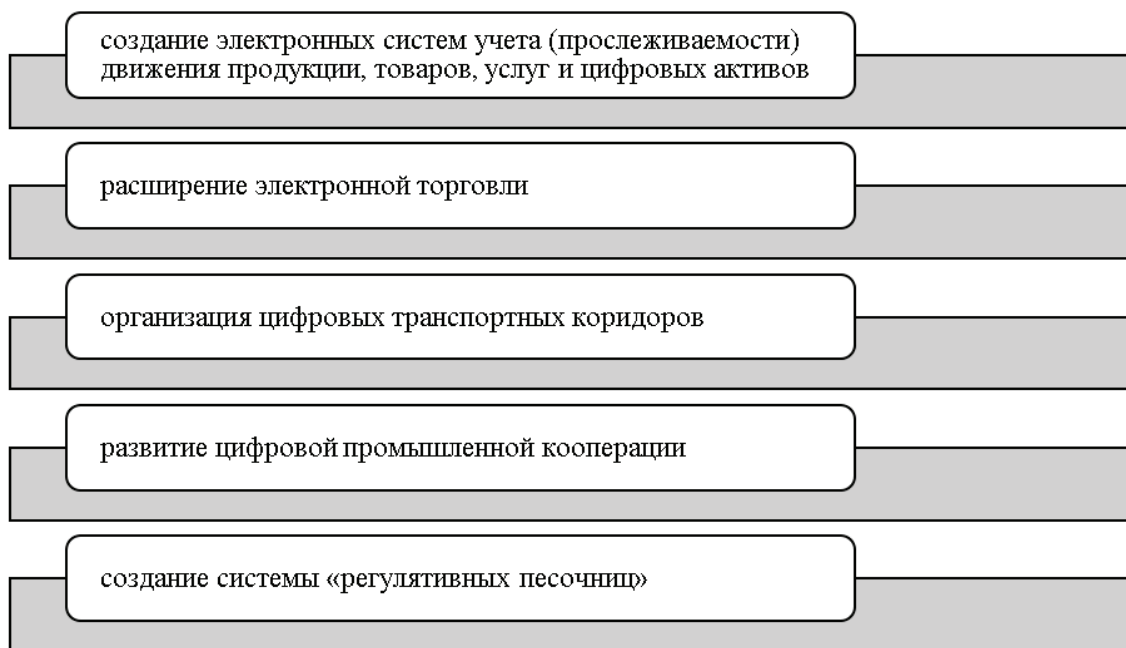 создание электронных систем учета (прослеживаемости)
движения продукции, товаров, услуг и цифровых активов
расширение электронной торговли
организация цифровых транспортных коридоров
развитие цифровой промышленной кооперации
создание системы «регулятивных песочниц»